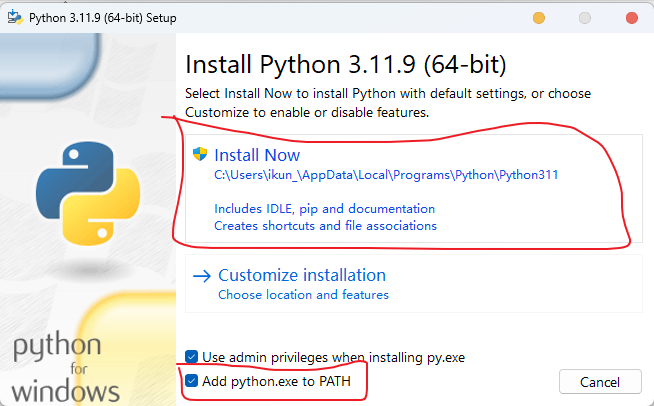 Python 3.11.9 (64-bit) Setup
Install Python 3.11.9 (64-bit)
Select Install Now to install Python with default settings, or choose
Customize to enable or disable features.
Install Now
C:\Users\ikun_\AppData\Local\Programs\Python\Python311
Includes IDLE, pip and documentation
Creates shortcuts and file associations
Customize installation
Choose location and features
Use admin privileges when installing py.exe
Add python.exe to PATH
Cancel
python
for
windows